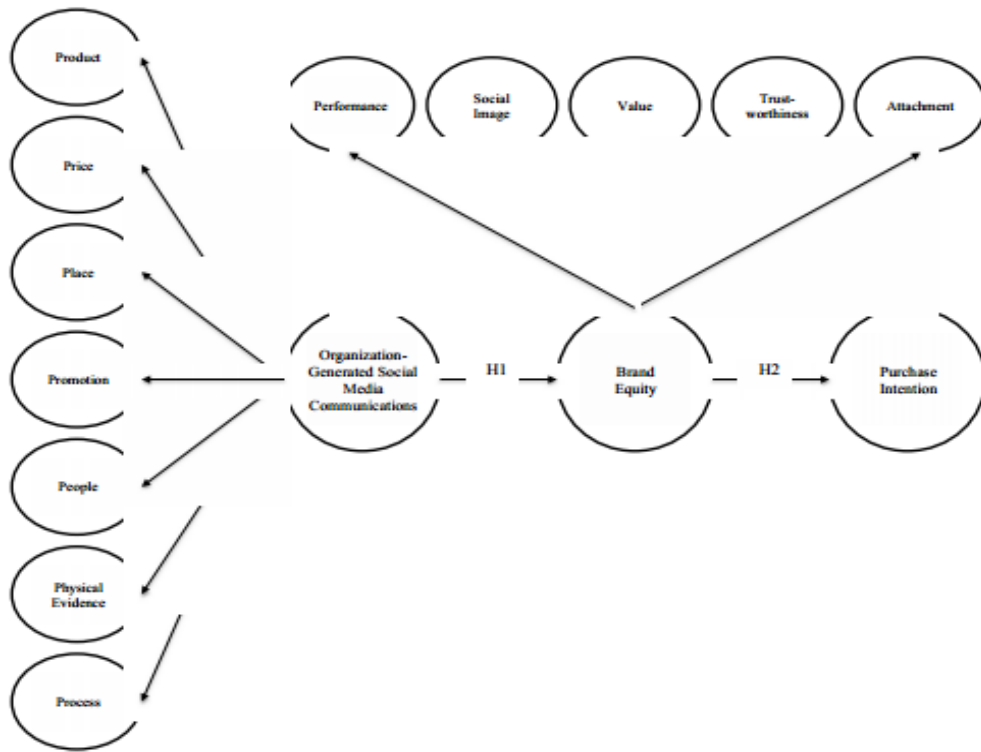 Product
Performance
Social
Image
Value
Trust-
worthiness
Attachment
Price
Place
Promotion
Organization-
Generated Social
Media
Communications
H1
Brand
Equity
H2
Purchase
Intention
People
Physical
Evidence
Process